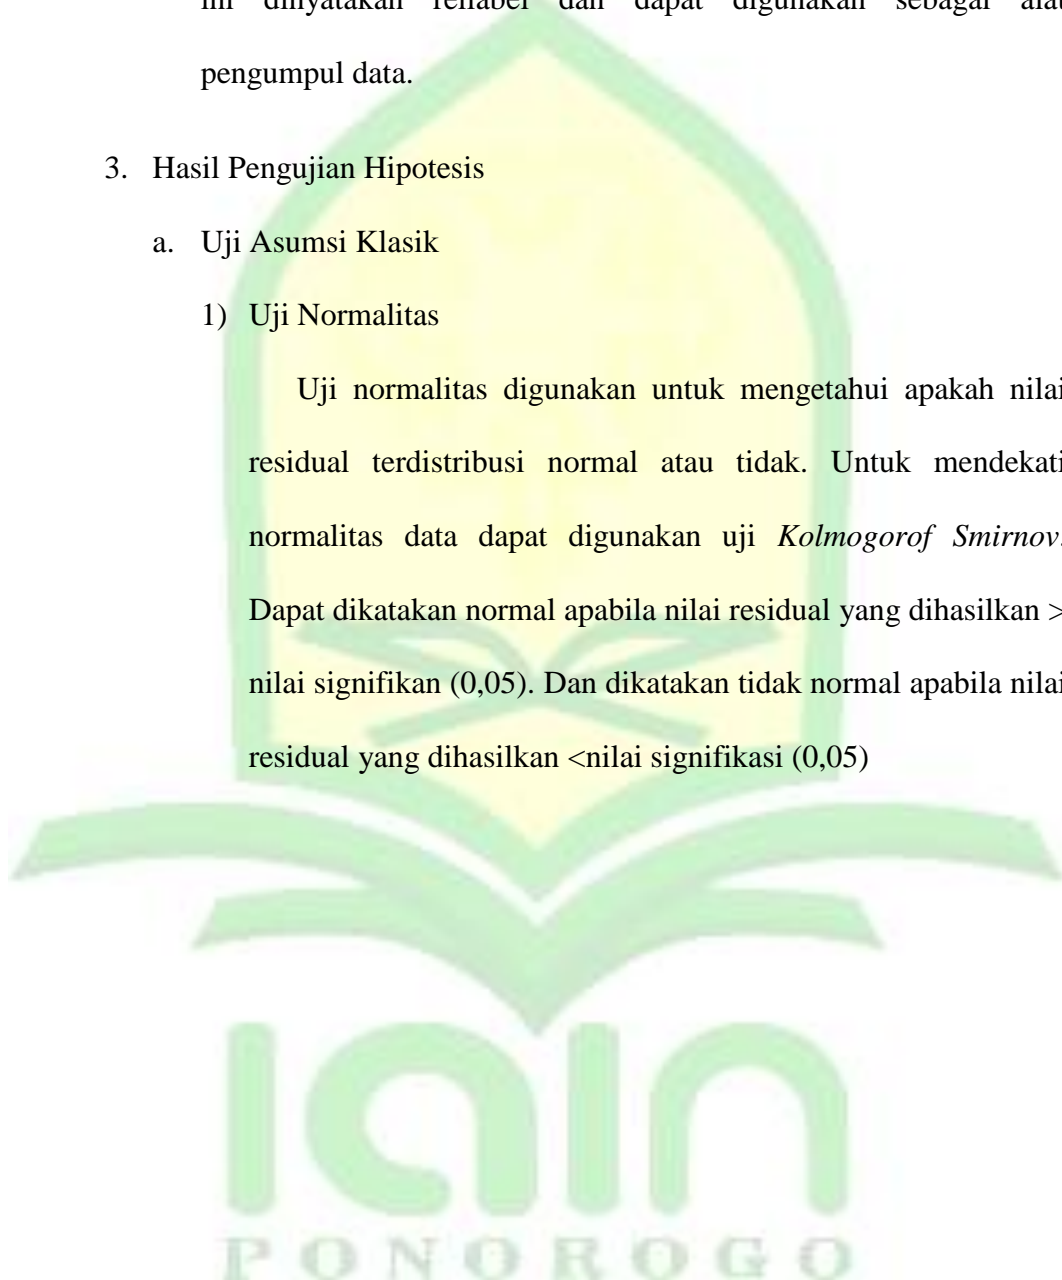 ini dinyatakan reliabel dan dapat digunakan sebagai alat
pengumpul data.
3. Hasil Pengujian Hipotesis
a. Uji Asumsi Klasik
1) Uji Normalitas
Uji normalitas digunakan untuk mengetahui apakah nilai
residual terdistribusi normal atau tidak. Untuk mendekati
normalitas data dapat digunakan uji Kolmogorof Smirnov.
Dapat dikatakan normal apabila nilai residual yang dihasilkan >
nilai signifikan (0,05). Dan dikatakan tidak normal apabila nilai
residual yang dihasilkan <nilai signifikasi (0,05)
iain
PONOROGO